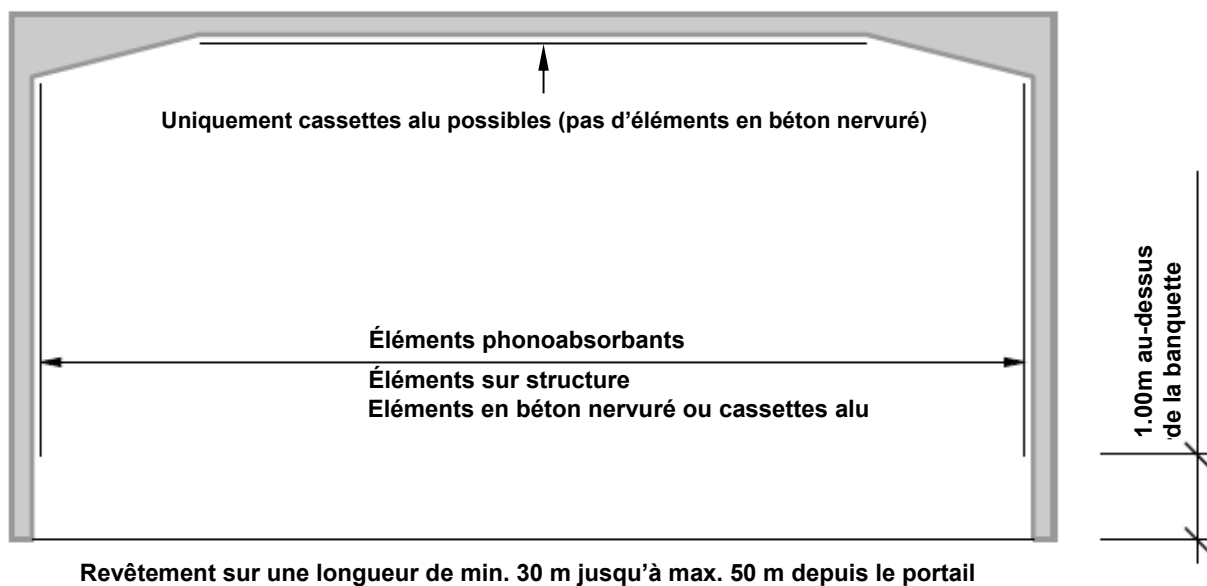 Uniquement cassettes alu possibles (pas d'éléments en béton nervuré)
Éléments phonoabsorbants
Éléments sur structure
Eléments en béton nervuré ou cassettes alu
1.00m au-dessus
de la banquette
Revêtement sur une longueur de min. 30 m jusqu'à max. 50 m depuis le portail